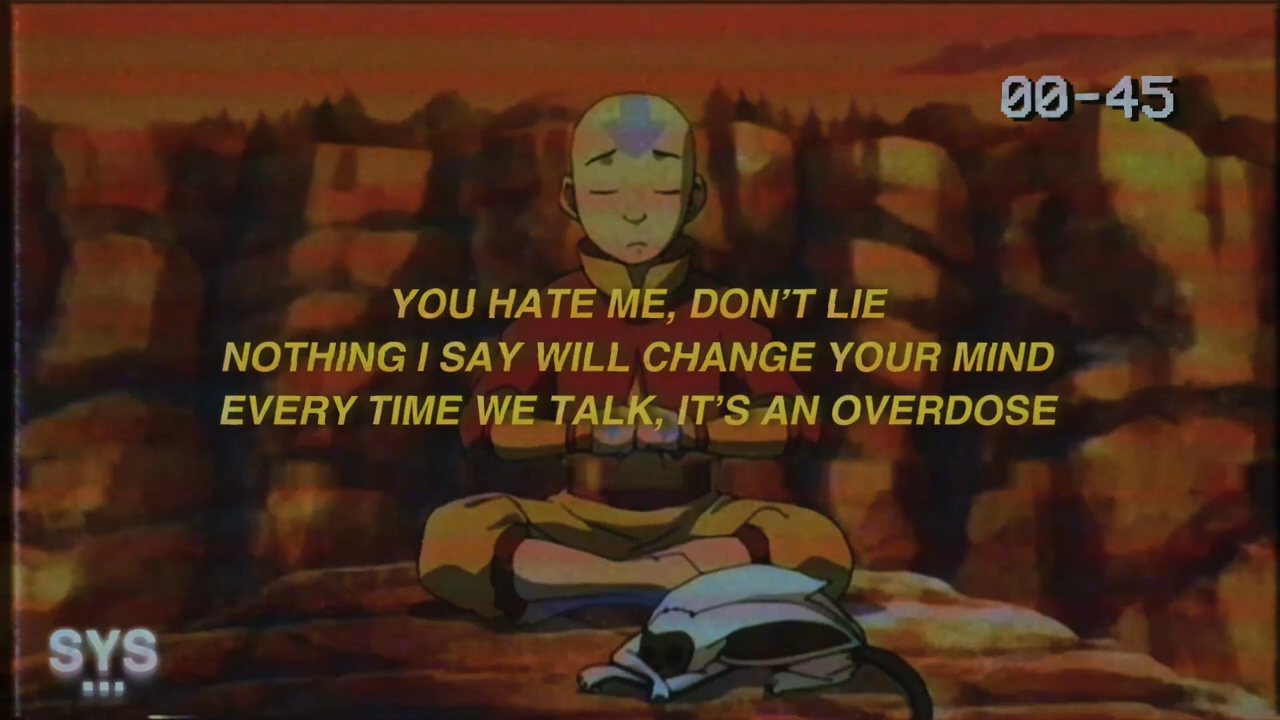 00-45
YOU HATE ME, DON'T LIE
NOTHING I SAY WILL CHANGE YOUR MIND
EVERY TIME WE TALK, IT'S AN OVERDOSE
SYS